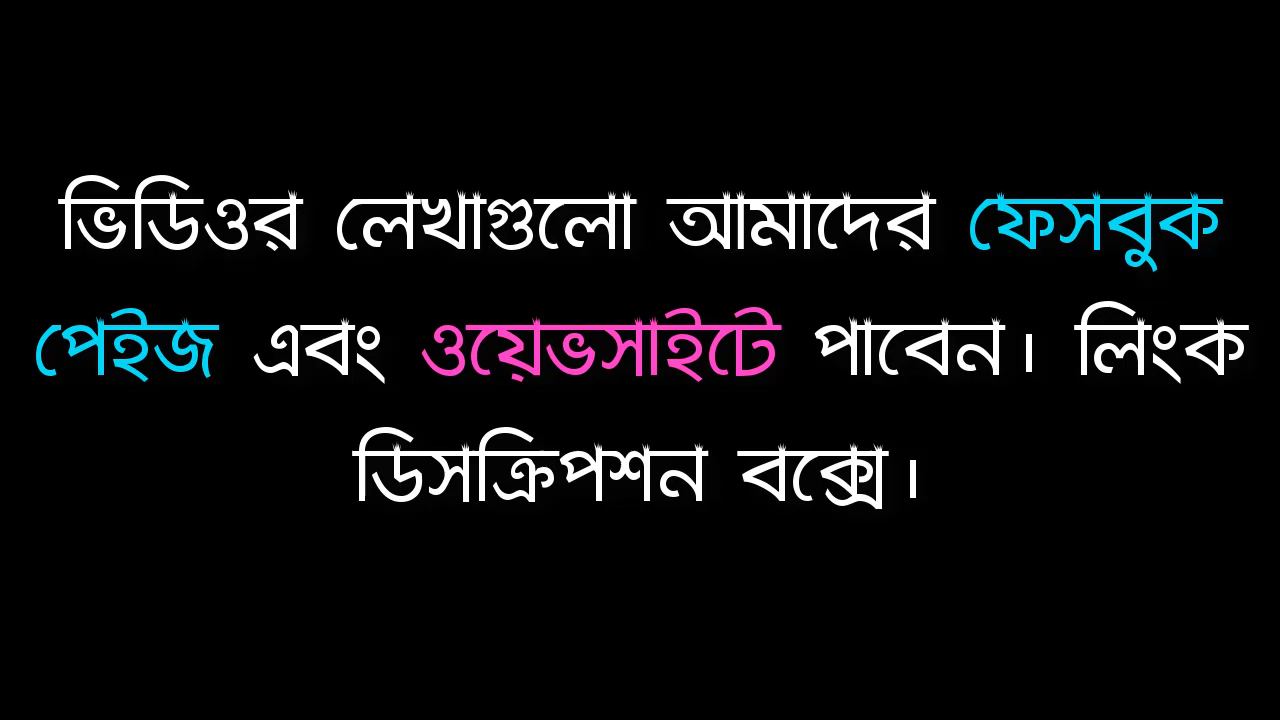 ভিডিওর লেখাগুলো আমাদের ফেসবুক
পেইজ এবং ওয়েভসাইটে পাবেন। লিংক
ডিসক্রিপশন বক্সে।